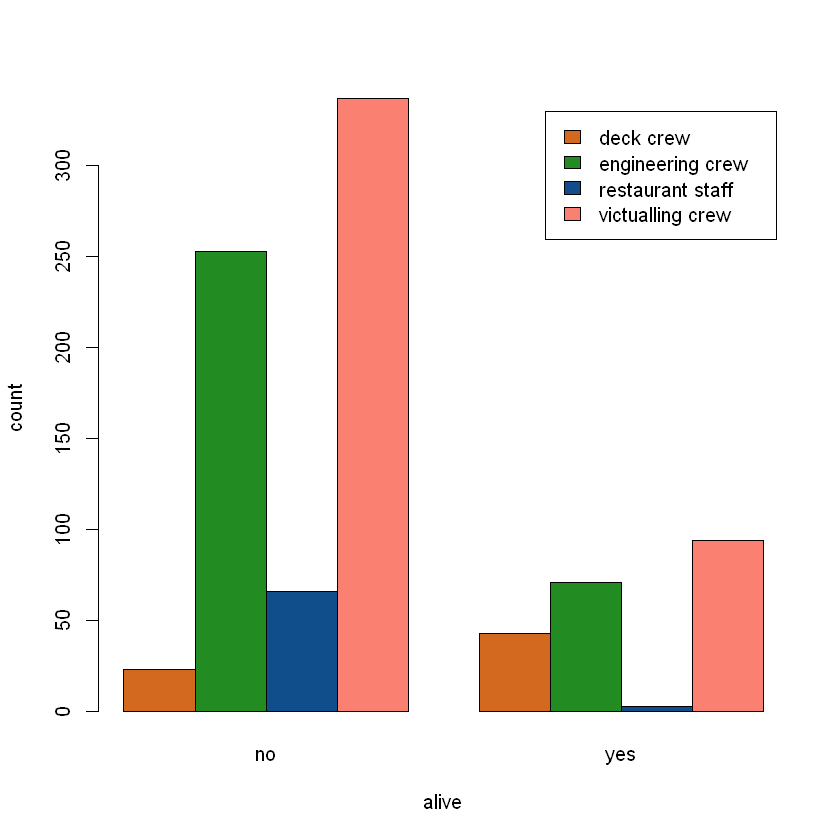 deck crew
engineering crew
restaurant staff
victualling crew
300
250
200
150
100
50
0
count
no yes
alive